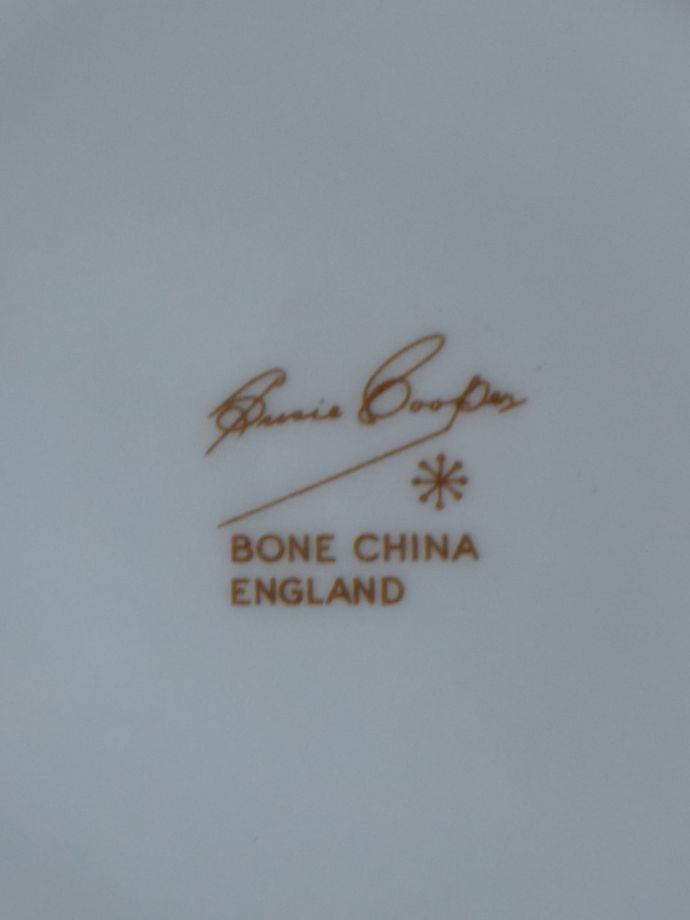 Susie Cooper
BONE CHINA
ENGLAND